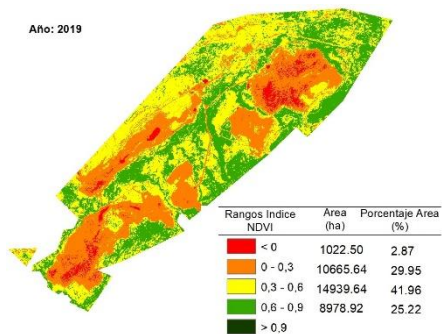 Año: 2019
Rangos Indice NDVI Área (ha) Porcentaje Area (%)
< 0 1022.50 2.87
0 - 0,3 10665.64 29.95
0,3 - 0,6 14939.64 41.96
0,6 - 0,9 8978.92 25.22
> 0,9